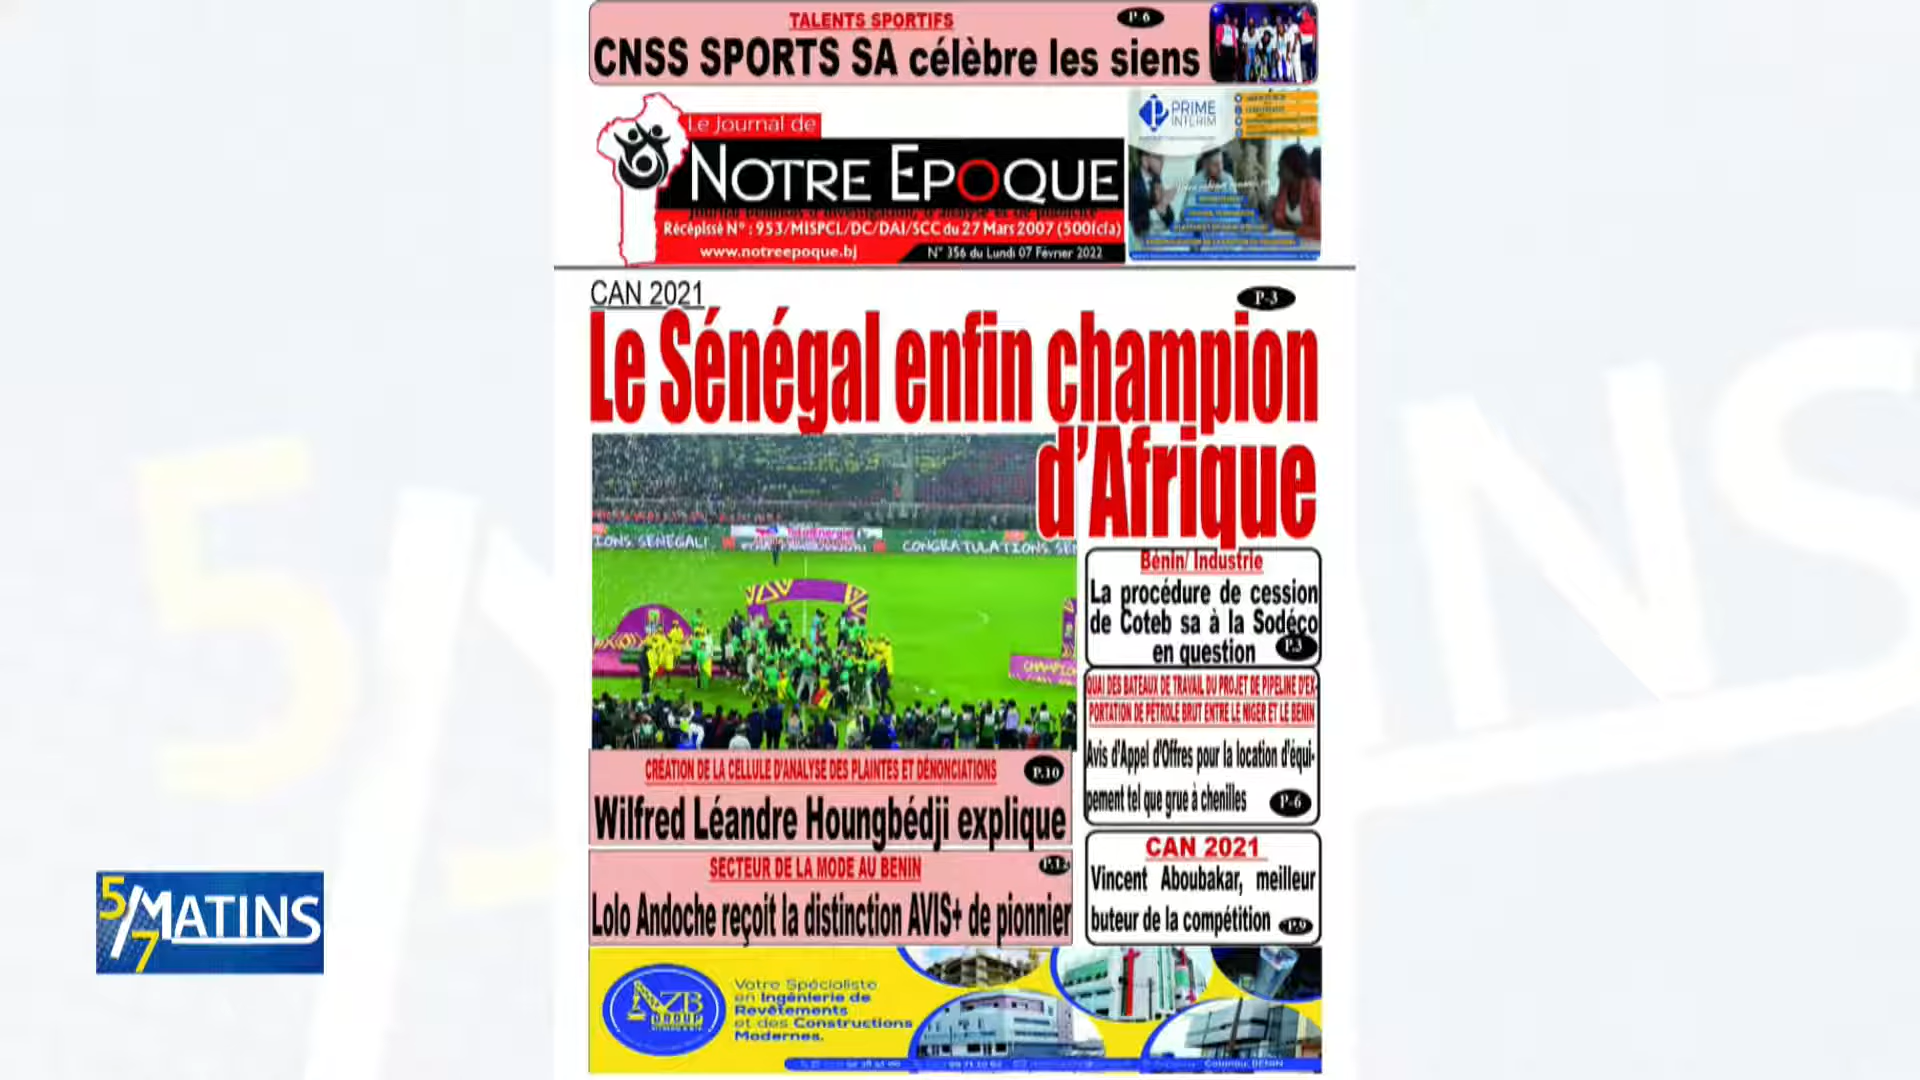 TALENTS SPORTIFS
P-6
CNSS SPORTS SA célèbre les siens
Le Journal de
NOTRE EPOQUE
Récépissé N° : 953/MISPCL/DC/DAI/SCC du 27 Mars 2007 (500fcfa)
www.notreepoque.bj
N° 356 du Lundi 07 Février 2022
PRIME
INTERIM
CAN 2021
P-3
Le Sénégal enfin champion
d'Afrique
IONS SENEGAL!
CONGRATULATIONS SE
Bénin/ Industrie
La procédure de cession
de Coteb sa à la Sodéco
en question
P.3
QUAI DES BATEAUX DE TRAVAIL DU PROJET DE PIPELINE D'EX-
PORTATION DE PÉTROLE BRUT ENTRE LE NIGER ET LE BENIN
Avis d'Appel d'Offres pour la location d'équi-
pement tel que grue à chenilles
P-6
CRÉATION DE LA CELLULE D'ANALYSE DES PLAINTES ET DÉNONCIATIONS
P.10
Wilfred Léandre Houngbédji explique
SECTEUR DE LA MODE AU BENIN
Lolo Andoche reçoit la distinction AVIS+ de pionnier
CAN 2021
Vincent Aboubakar, meilleur
buteur de la compétition
P.9
5/7 MATINS
GROUP
Votre Spécialiste
en Ingénierie de
Revêtements
et des Constructions
Modernes.